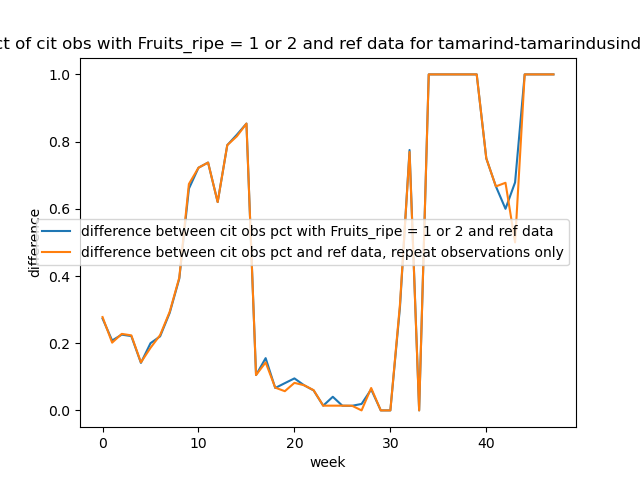 ct of cit obs with Fruits_ripe = 1 or 2 and ref data for tamarind-tamarindusind
1.0
0.8
0.6
0.4
0.2
0.0
difference
difference between cit obs pct with Fruits_ripe = 1 or 2 and ref data
difference between cit obs pct and ref data, repeat observations only
0 10 20 30 40
week